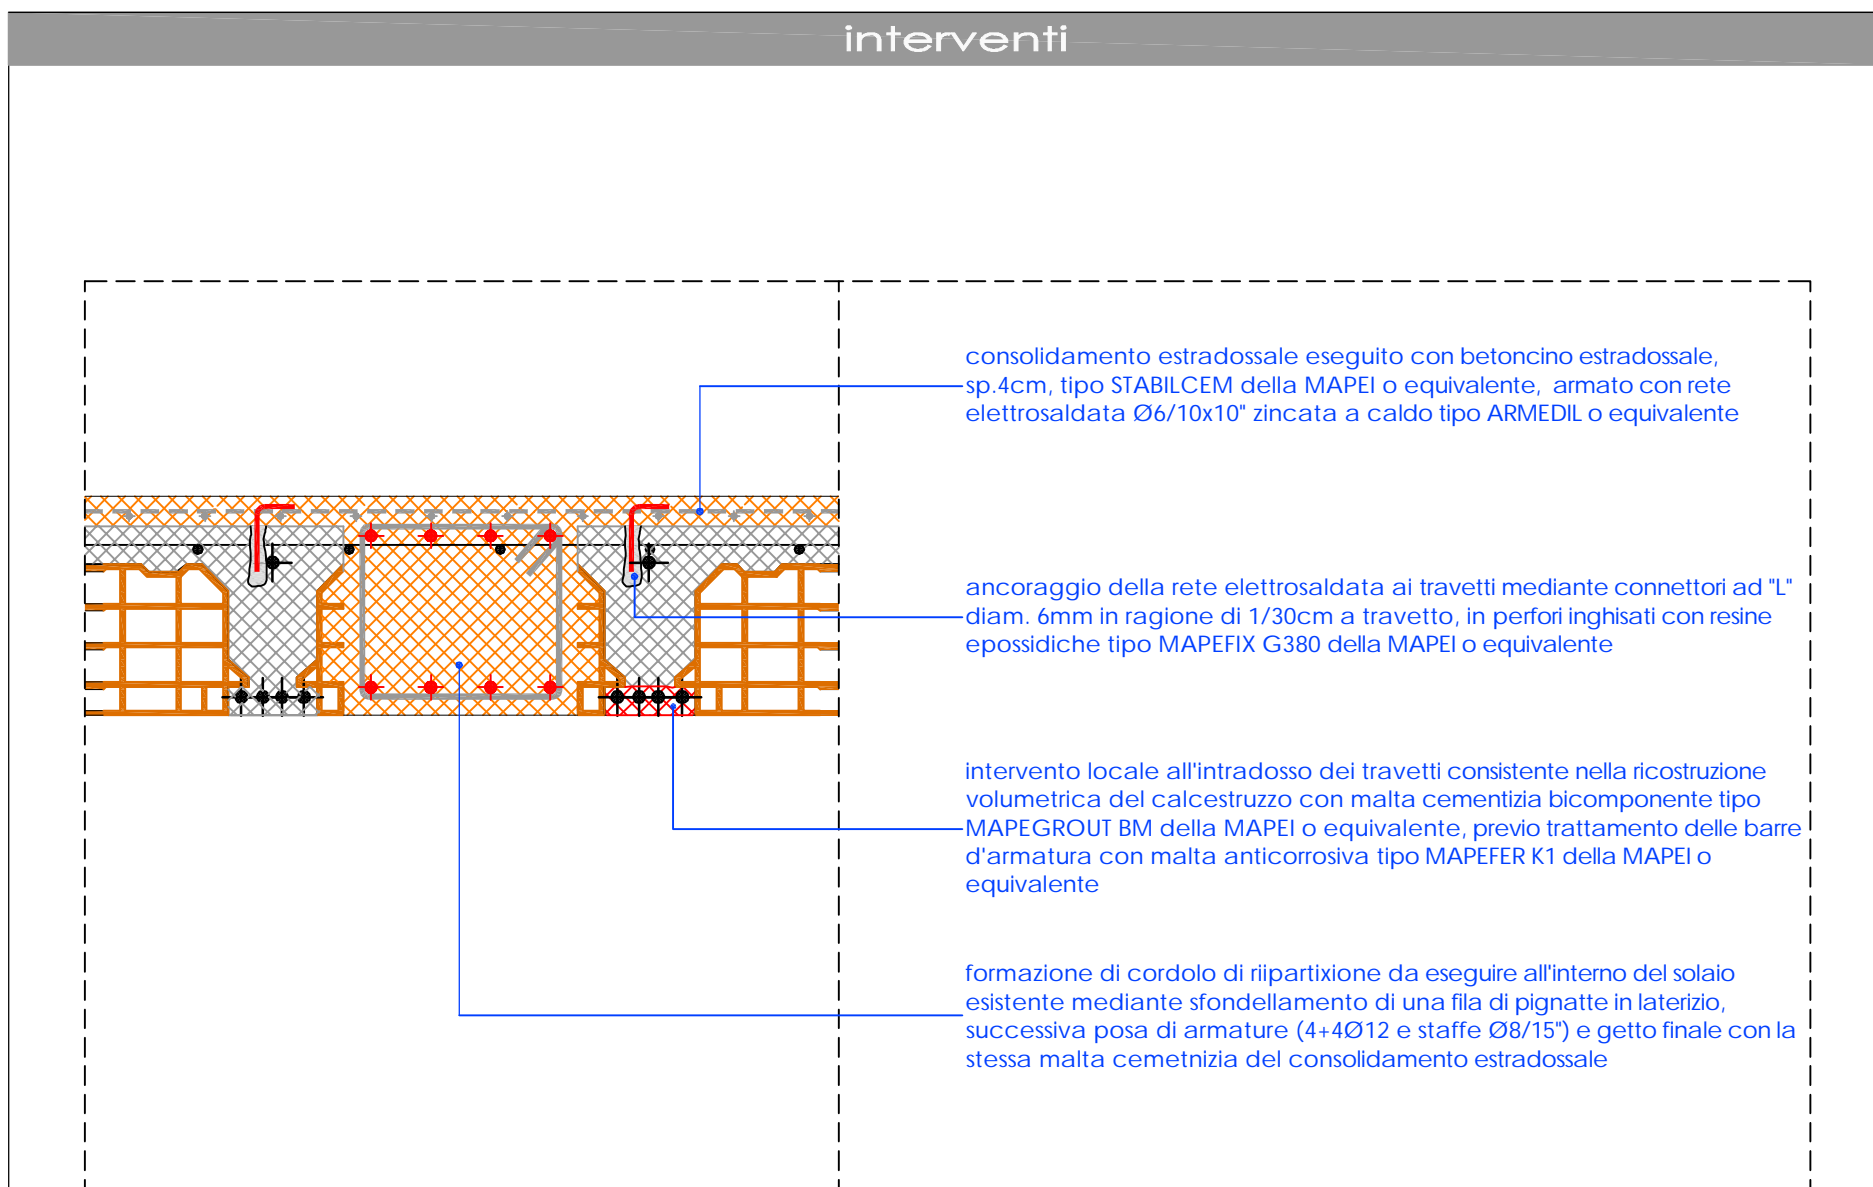 interventi
consolidamento estradossale eseguito con betoncino estradossale,
sp.4cm, tipo STABILCEM della MAPEI o equivalente, armato con rete
elettrosaldata Ø6/10x10" zincata a caldo tipo ARMEDIL o equivalente
ancoraggio della rete elettrosaldata ai travetti mediante connettori ad "L"
diam. 6mm in ragione di 1/30cm a travetto, in perfori inghisati con resine
epossidiche tipo MAPEFIX G380 della MAPEI o equivalente
intervento locale all'intradosso dei travetti consistente nella ricostruzione
volumetrica del calcestruzzo con malta cementizia bicomponente tipo
MAPEGROUT BM della MAPEI o equivalente, previo trattamento delle barre
d'armatura con malta anticorrosiva tipo MAPEFER K1 della MAPEI o
equivalente
formazione di cordolo di riipartixione da eseguire all'interno del solaio
esistente mediante sfondellamento di una fila di pignatte in laterizio,
successiva posa di armature (4+4Ø12 e staffe Ø8/15") e getto finale con la
stessa malta cemetnizia del consolidamento estradossale